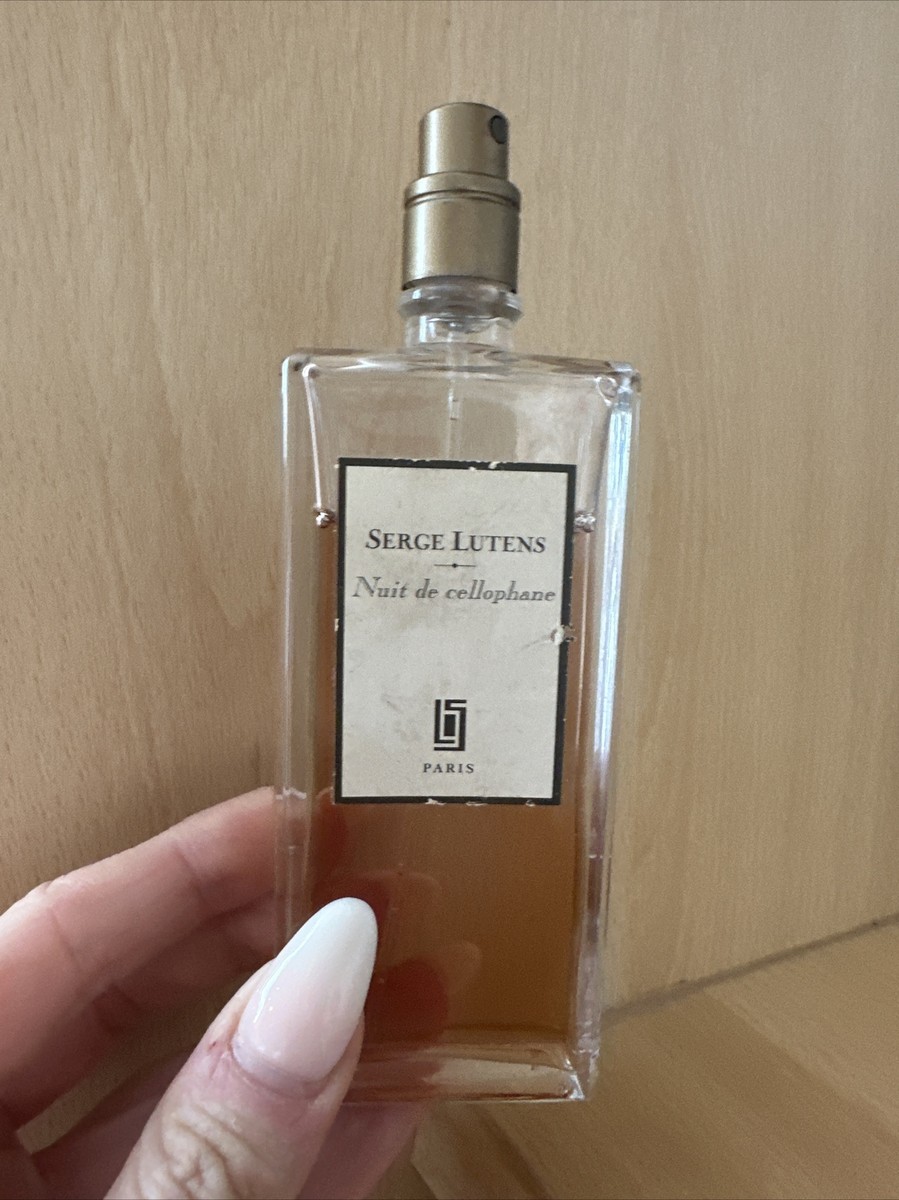 SERGE LUTENS
Nuit de cellophane
PARIS